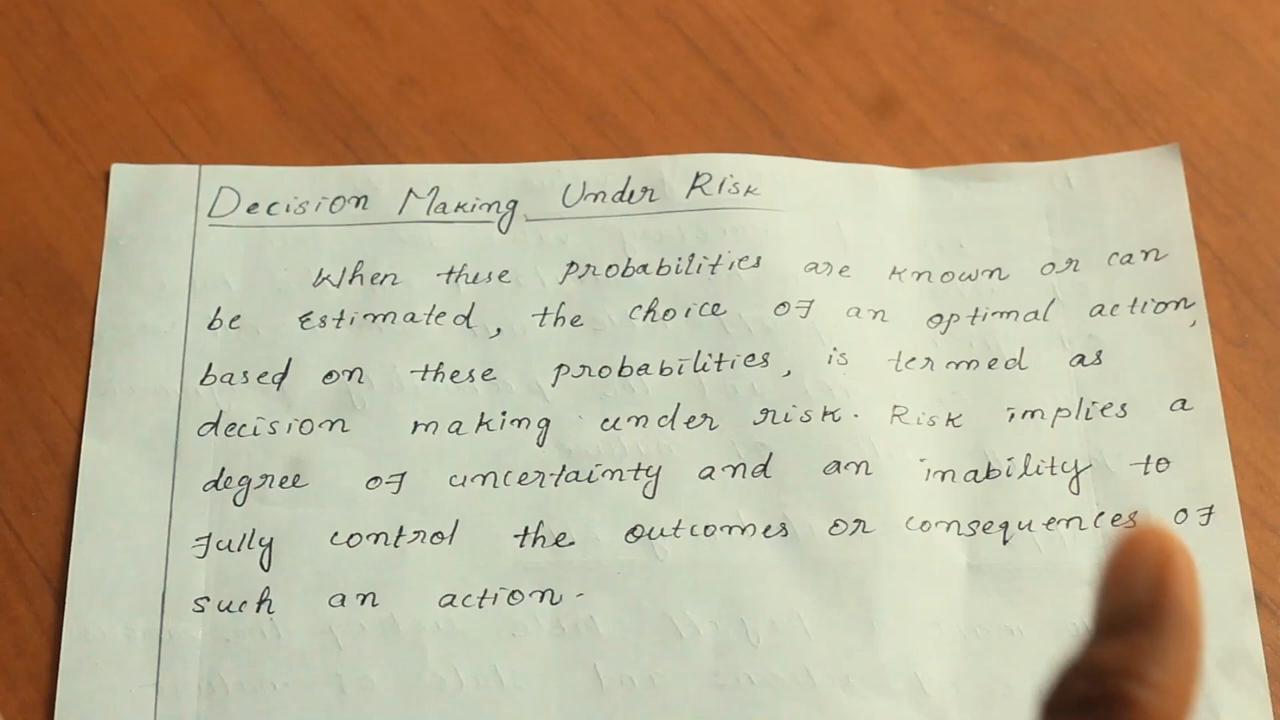 Decision Making Under Risk
When these probabilities are known or can
be Estimated, the choice of an optimal action,
based on these probabilities, is termed as
decision making under risk. Risk implies a
degree of uncertainty and an inability to
fully control the outcomes or consequences of
such an action.